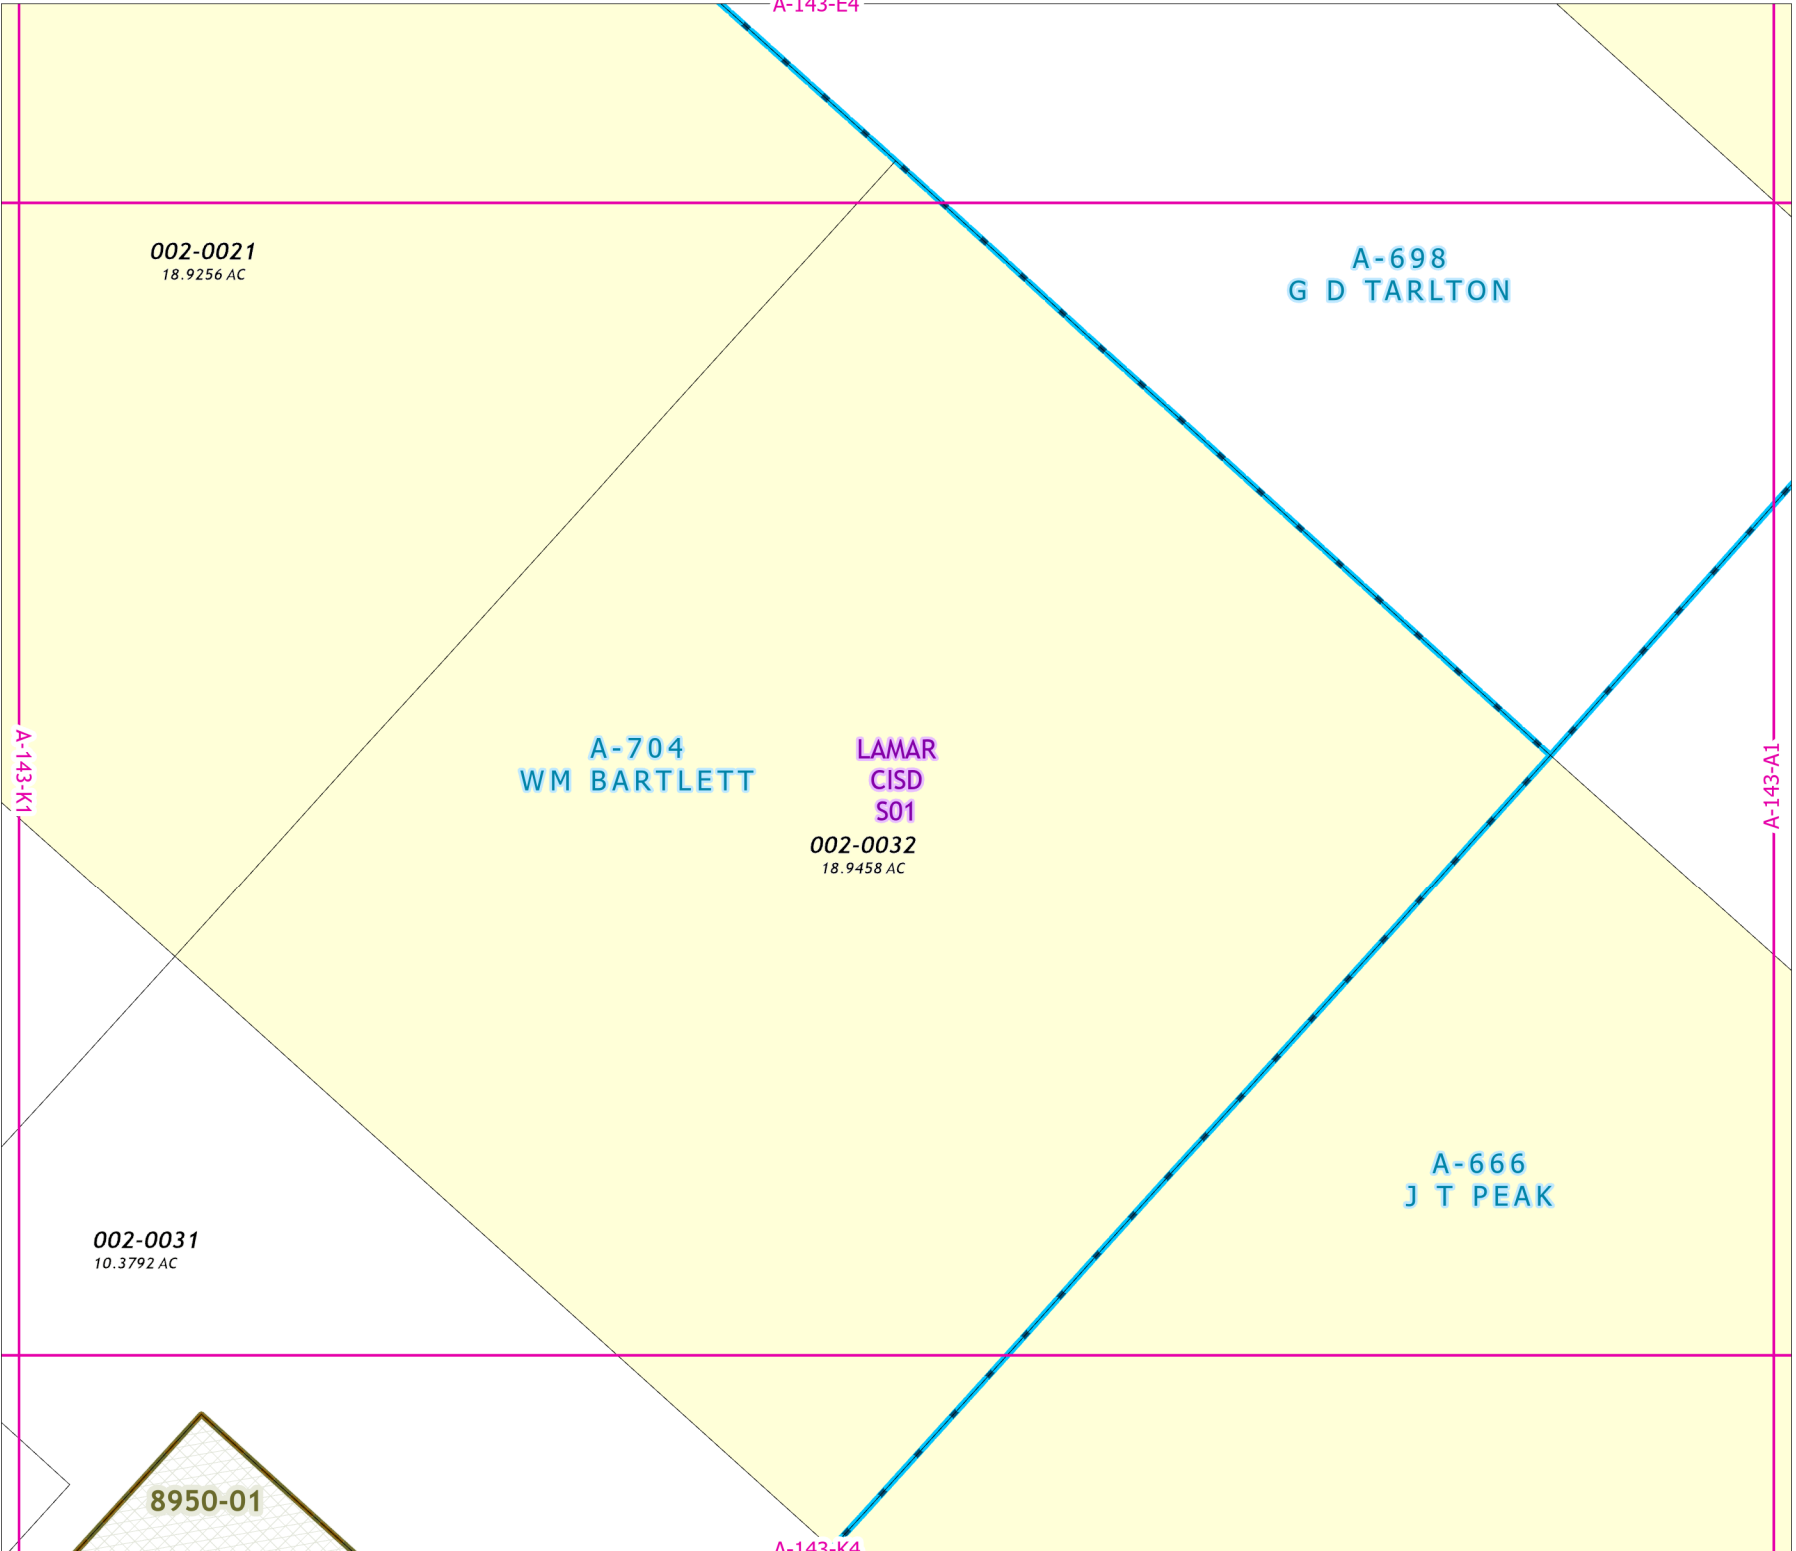 A-143-E4
002-0021
18.9256 AC
A-698
G D TARLTON
A-704
WM BARTLETT
LAMAR
CISD
S01
002-0032
18.9458 AC
A-143-K1
A-143-A1
A-666
J T PEAK
002-0031
10.3792 AC
8950-01
A-143-K4